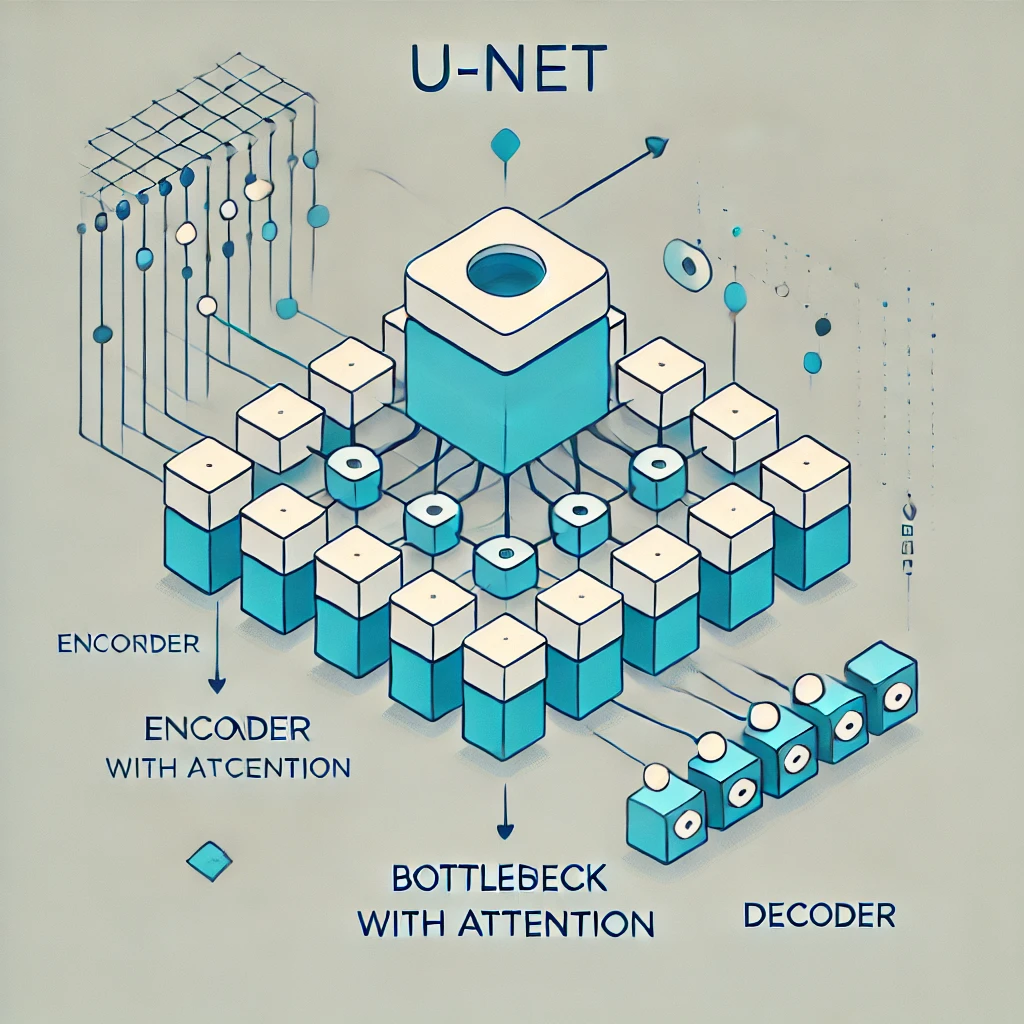 U-NET
ENCORDER
ENCODER
WITH ATCENTION
BOTTLEBECK
WITH ATTENTION
DECODER